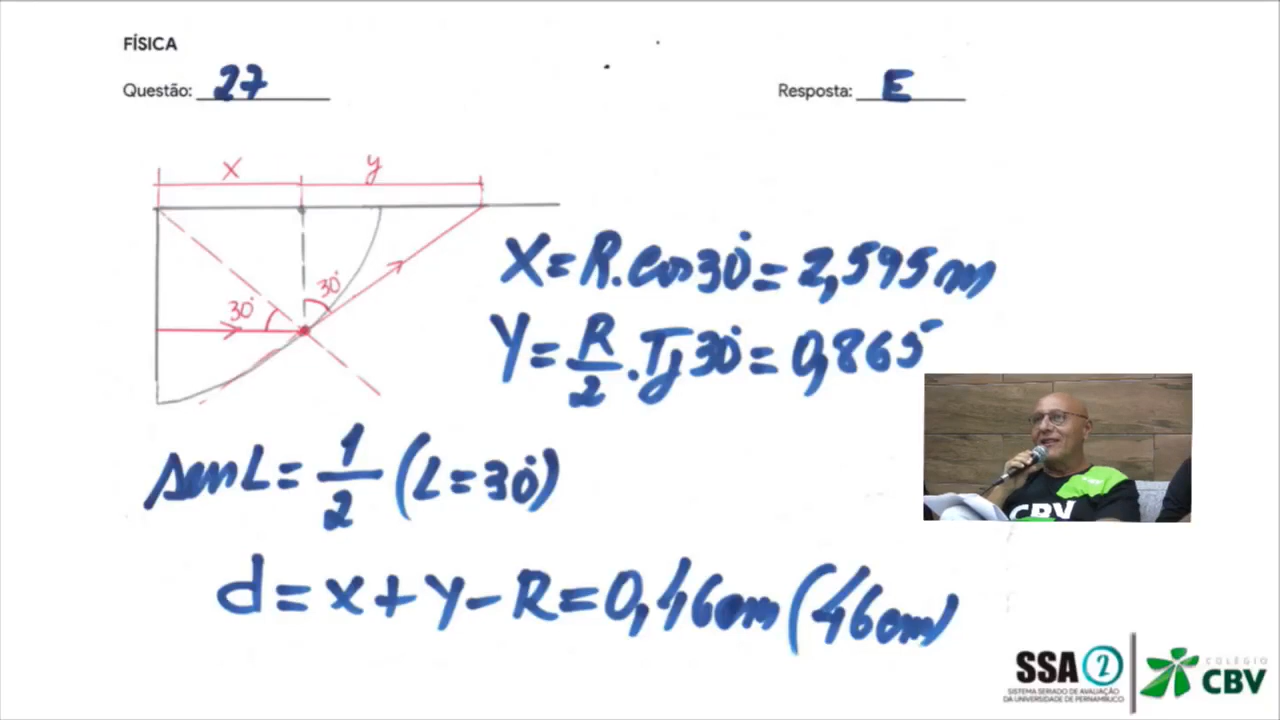 FÍSICA
Questão: 27
Resposta: E
x y
30°
30°
X = R.cos30° = 2,595m
Y = R/2 . Tg30° = 0,865
senL = 1/2 (L = 30°)
d = x + y - R = 0,46m (46cm)
CBV
SSA 2
SISTEMA SERIADO DE AVALIAÇÃO
DA UNIVERSIDADE DE PERNAMBUCO
COLÉGIO
CBV